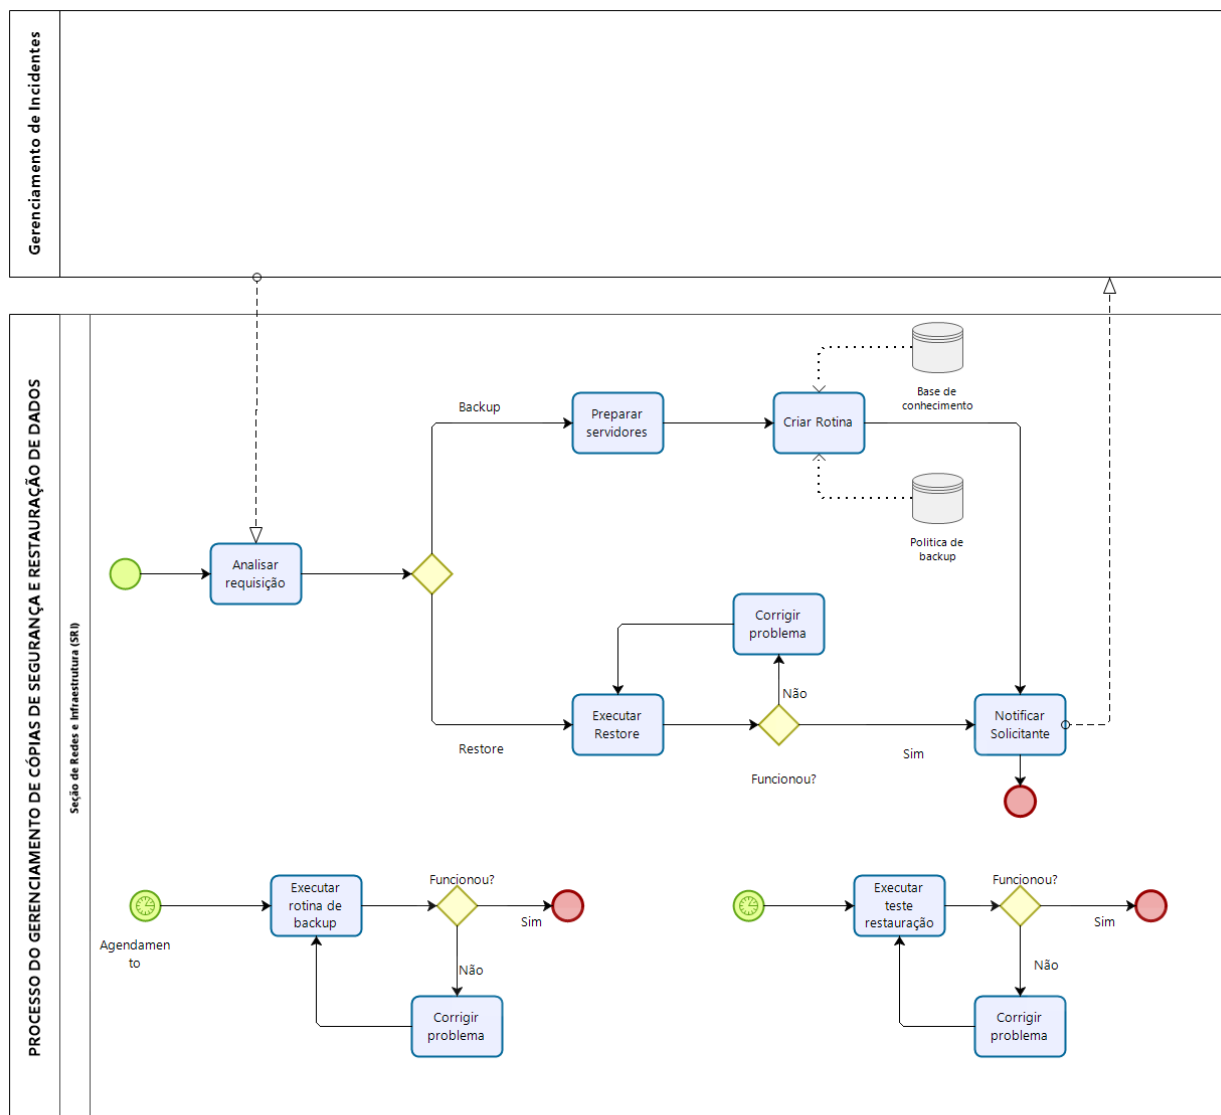 Gerenciamento de Incidentes
PROCESSO DO GERENCIAMENTO DE CÓPIAS DE SEGURANÇA E RESTAURAÇÃO DE DADOS
Seção de Redes e Infraestrutura (SRI)
Base de
conhecimento
Backup
Preparar
servidores
Criar Rotina
Politica de
backup
Analisar
requisição
Corrigir
problema
Não
Executar
Restore
Restore
Funcionou?
Sim
Notificar
Solicitante
Agendamen
to
Executar
rotina de
backup
Funcionou?
Sim
Não
Corrigir
problema
Executar
teste
restauração
Funcionou?
Sim
Não
Corrigir
problema